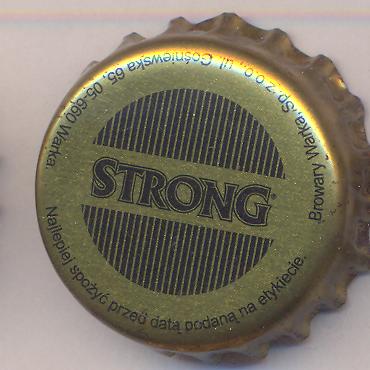 STRONG®
Browary Warka, Sp. z o.o., ul. Gośniewska 65, 05-660 Warka.
Najlepiej spożyć przed datą podaną na etykiecie.